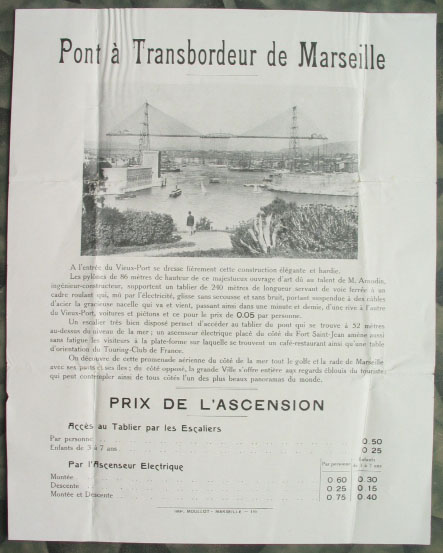 Pont à Transbordeur de Marseille
A l'entrée du Vieux-Port se dresse fièrement cette construction élégante et hardie.
Les pylônes de 86 mètres de hauteur de ce majestueux ouvrage d'art dû au talent de M. Arnodin,
ingénieur-constructeur, supportent un tablier de 240 mètres de longueur servant de voie ferrée à un
cadre roulant qui, mû par l'électricité, glisse sans secousse et sans bruit, portant suspendue à des câbles
d'acier la gracieuse nacelle qui va et vient, passant ainsi dans une minute et demie, d'une rive à l'autre
du Vieux-Port, voitures et piétons et ce pour le prix de 0.05 par personne.
Un escalier très bien disposé permet d'accéder au tablier du pont qui se trouve à 52 mètres
au-dessus du niveau de la mer; un ascenseur électrique placé du côté du Fort Saint-Jean amène aussi
sans fatigue les visiteurs à la plate-forme sur laquelle se trouvent un café-restaurant ainsi qu'une table
d'orientation du Touring-Club de France.
On découvre de cette promenade aérienne du côté de la mer tout le golfe et la rade de Marseille
avec ses ports et ses îles; du côté opposé, la grande Ville s'offre entière aux regards éblouis du touriste
qui peut contempler ainsi de tous côtés l'un des plus beaux panoramas du monde.
PRIX DE L'ASCENSION
Accès au Tablier par les Escaliers
Par personne 0 50
Enfants de 3 à 7 ans 0 25
Par l'Ascenseur Electrique Par personne Enfants de 3 à 7 ans
Montée 0 60 0 30
Descente 0 25 0 15
Montée et Descente 0 75 0 40
IMP. MOULLOT - MARSEILLE